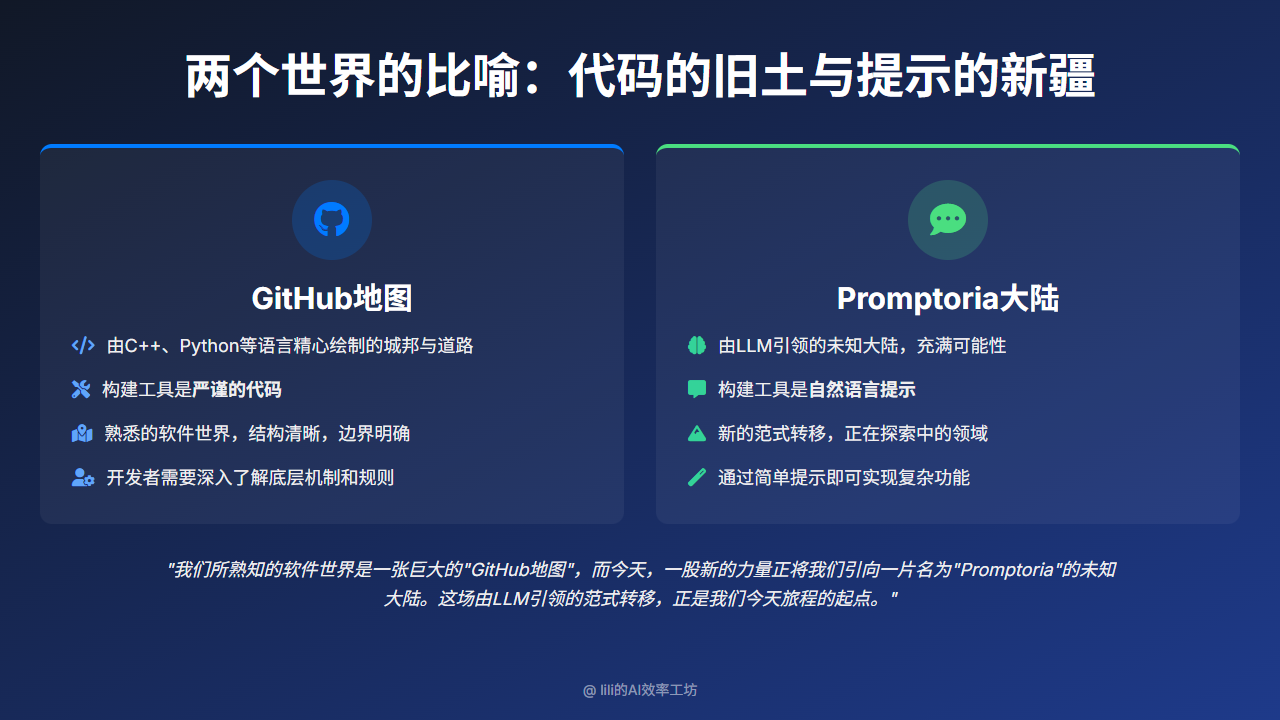 两个世界的比喻：代码的旧土与提示的新疆
GitHub地图
由C++、Python等语言精心绘制的城邦与道路
构建工具是严谨的代码
熟悉的软件世界，结构清晰，边界明确
开发者需要深入了解底层机制和规则
Promptoria大陆
由LLM引领的未知大陆，充满可能性
构建工具是自然语言提示
新的范式转移，正在探索中的领域
通过简单提示即可实现复杂功能
"我们所熟知的软件世界是一张巨大的"GitHub地图"，而今天，一股新的力量正将我们引向一片名为"Promptoria"的未知
大陆。这场由LLM引领的范式转移，正是我们今天旅程的起点。"
@ lili的AI效率工坊